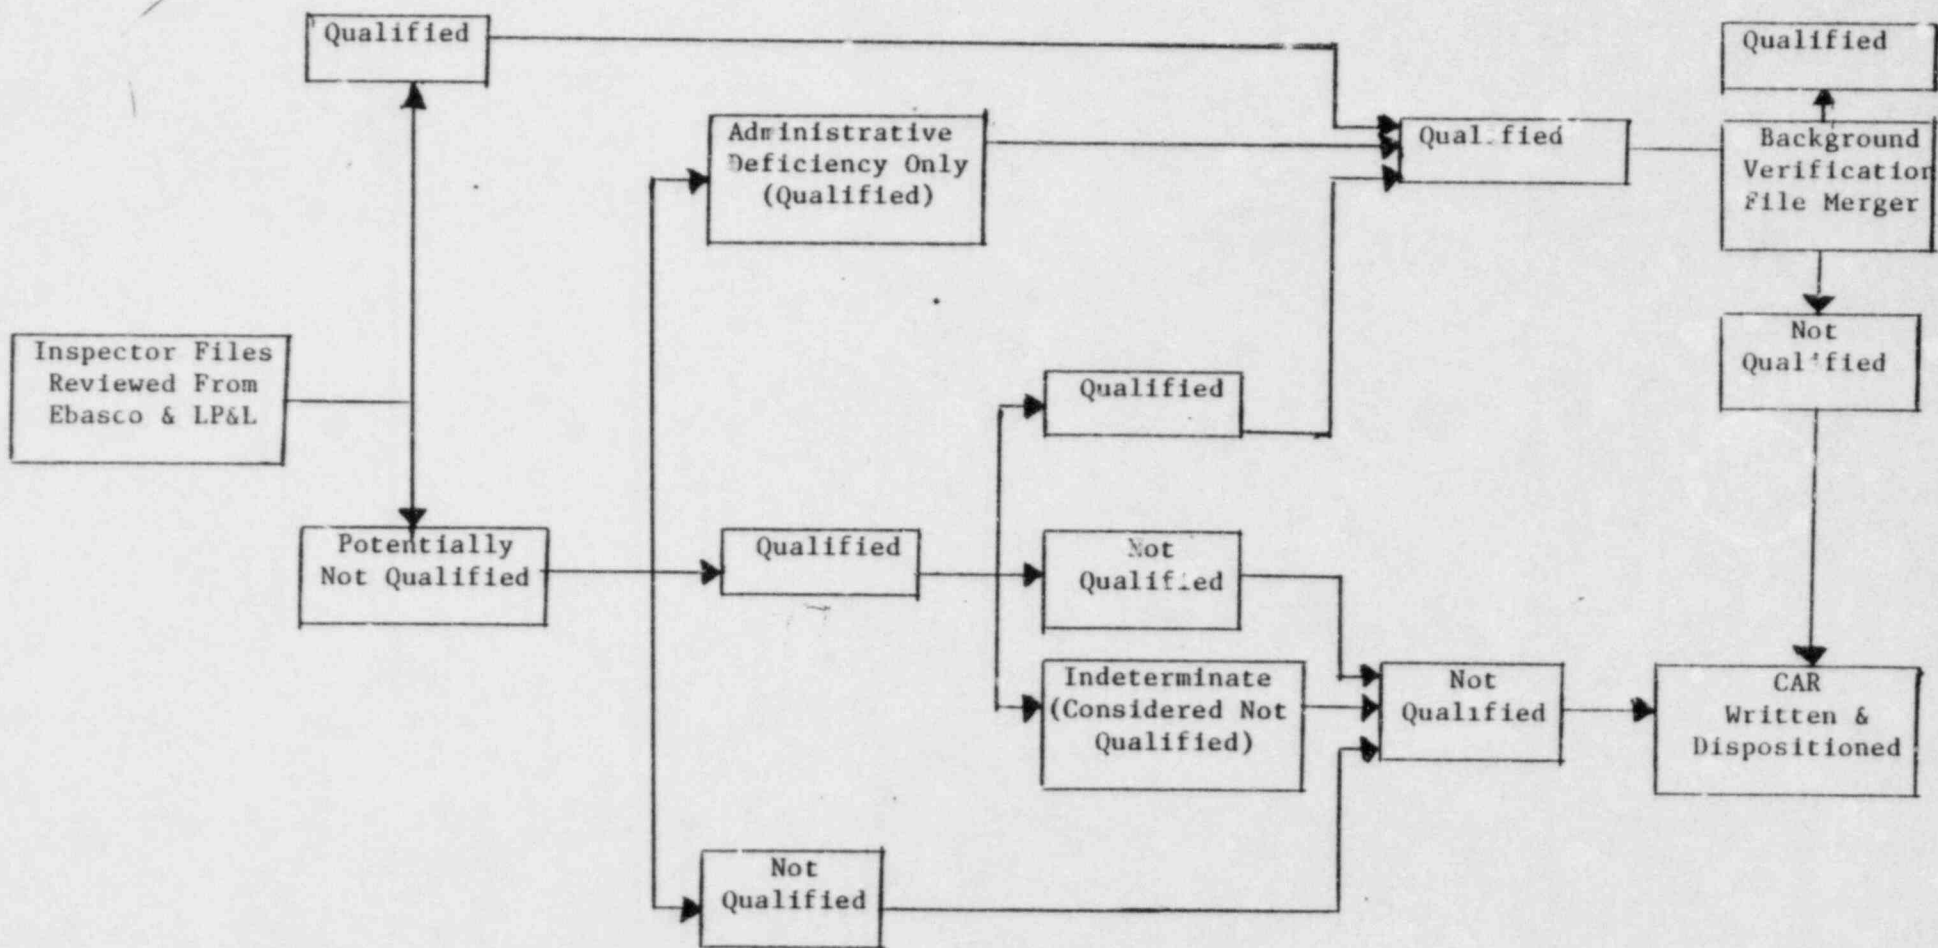 Qualified
Qualified
Administrative
Deficiency Only
(Qualified)
Qualified
Background
Verification
File Merger
Inspector Files
Reviewed From
Ebasco & LP&L
Not
Qualified
Qualified
Potentially
Not Qualified
Qualified
Not
Qualified
Indeterminate
(Considered Not
Qualified)
Not
Qualified
CAR
Written &
Dispositioned
Not
Qualified